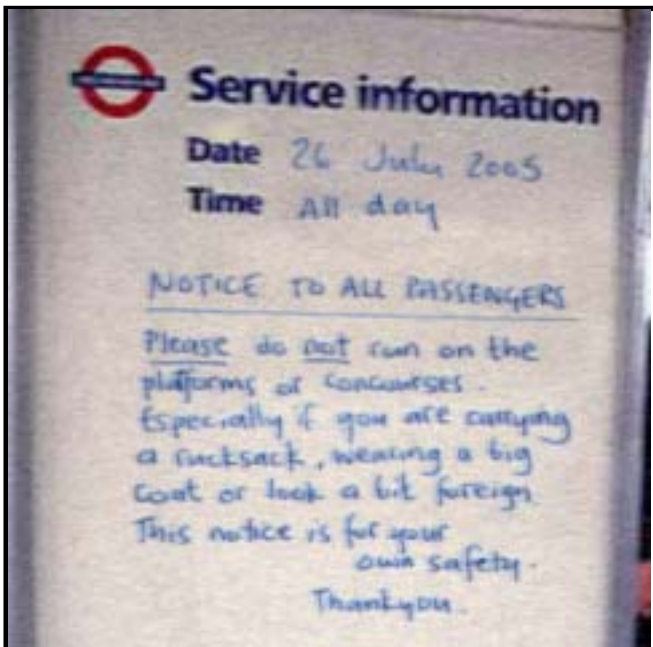 Service information
Date 26 July 2005
Time All day
NOTICE TO ALL PASSENGERS
Please do not run on the
platforms or concourses.
Especially if you are carrying
a rucksack, wearing a big
coat or look a bit foreign.
This notice is for your
own safety.
Thankyou.